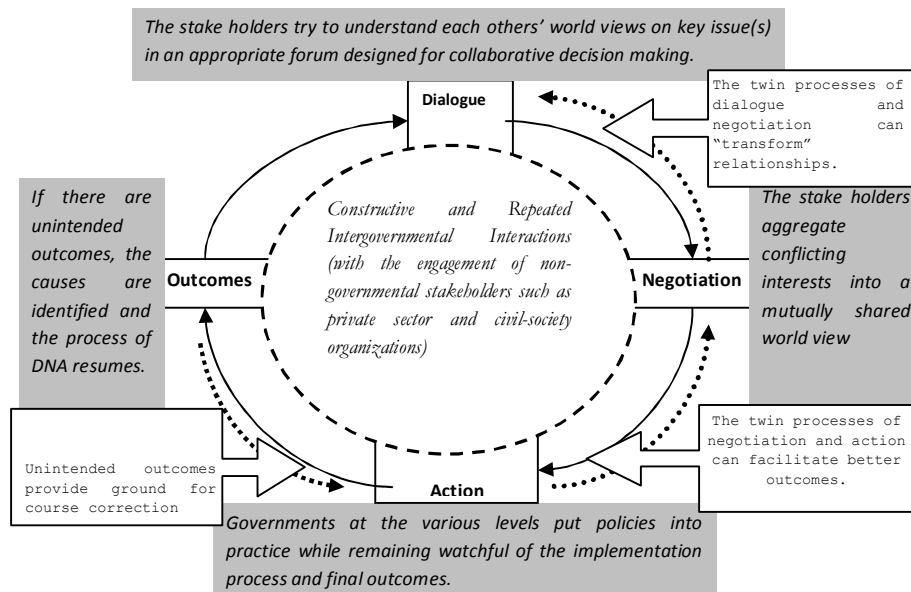 The stake holders try to understand each others’ world views on key issue(s)
in an appropriate forum designed for collaborative decision making.
Dialogue
The twin processes of
dialogue and
negotiation can
“transform”
relationships.
If there are
unintended
outcomes, the
causes are
identified and
the process of
DNA resumes.
Outcomes
Constructive and Repeated
Intergovernmental Interactions
(with the engagement of non-
governmental stakeholders such as
private sector and civil-society
organizations)
Negotiation
The stake holders
aggregate
conflicting
interests into a
mutually shared
world view
Unintended outcomes
provide ground for
course correction
Action
The twin processes of
negotiation and action
can facilitate better
outcomes.
Governments at the various levels put policies into
practice while remaining watchful of the implementation
process and final outcomes.